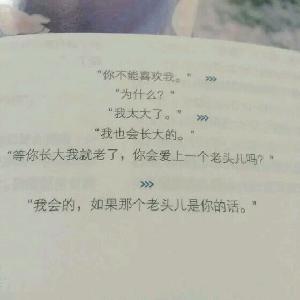 “你不能喜欢我。”
“为什么？”
“我太大了。”
“我也会长大的。”
“等你长大我就老了，你会爱上一个老头儿吗？”
“我会的，如果那个老头儿是你的话。”